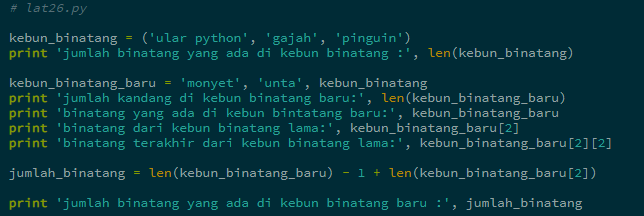 # lat26.py
kebun_binatang = ('ular python', 'gajah', 'pinguin')
print 'jumlah binatang yang ada di kebun binatang :', len(kebun_binatang)
kebun_binatang_baru = 'monyet', 'unta', kebun_binatang
print 'jumlah kandang di kebun binatang baru:', len(kebun_binatang_baru)
print 'binatang yang ada di kebun bintatang baru:', kebun_binatang_baru
print 'binatang dari kebun binatang lama:', kebun_binatang_baru[2]
print 'binatang terakhir dari kebun binatang lama:', kebun_binatang_baru[2][2]
jumlah_binatang = len(kebun_binatang_baru) - 1 + len(kebun_binatang_baru[2])
print 'jumlah binatang yang ada di kebun binatang baru :', jumlah_binatang